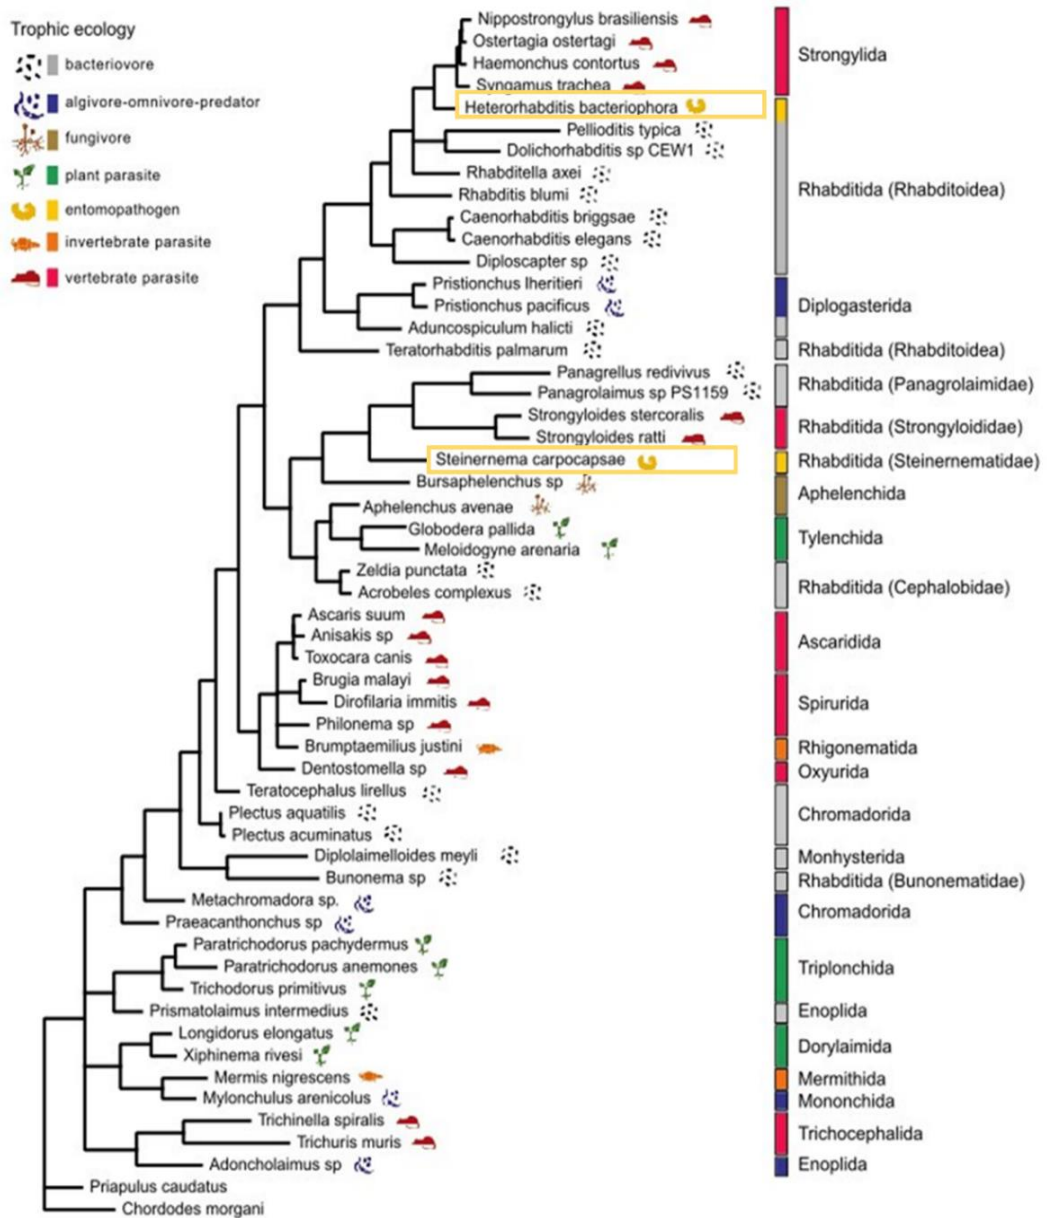 Trophic ecology
bacteriovore
algivore-omnivore-predator
fungivore
plant parasite
entomopathogen
invertebrate parasite
vertebrate parasite
Nippostrongylus brasiliensis
Ostertagia ostertagi
Haemonchus contortus
Syngamus trachea
Heterorhabditis bacteriophora
Pellioditis typica
Dolichorhabditis sp CEW1
Rhabditella axei
Rhabditis blumi
Caenorhabditis briggsae
Caenorhabditis elegans
Diploscapter sp
Pristionchus lheritieri
Pristionchus pacificus
Aduncospiculum halicti
Teratorhabditis palmarum
Panagrellus redivivus
Panagrolaimus sp PS1159
Strongyloides stercoralis
Strongyloides ratti
Steinernema carpocapsae
Bursaphelenchus sp
Aphelenchus avenae
Globodera pallida
Meloidogyne arenaria
Zeldia punctata
Acrobeles complexus
Ascaris suum
Anisakis sp
Toxocara canis
Brugia malayi
Dirofilaria immitis
Philonema sp
Brumptaemilius justini
Dentostomella sp
Teratocephalus lirellus
Plectus aquatilis
Plectus acuminatus
Diplolaimelloides meyli
Bunonema sp
Metachromadora sp.
Praeacanthonchus sp
Paratrichodorus pachydermus
Paratrichodorus anemones
Trichodorus primitivus
Prismatolaimus intermedius
Longidorus elongatus
Xiphinema rivesi
Mermis nigrescens
Mylonchulus arenicolus
Trichinella spiralis
Trichuris muris
Adoncholaimus sp
Priapulus caudatus
Chordodes morgani
Strongylida
Rhabditida (Rhabditoidea)
Diplogasterida
Rhabditida (Rhabditoidea)
Rhabditida (Panagrolaimidae)
Rhabditida (Strongyloididae)
Rhabditida (Steinernematidae)
Aphelenchida
Tylenchida
Rhabditida (Cephalobidae)
Ascaridida
Spirurida
Rhigonematida
Oxyurida
Chromadorida
Monhysterida
Rhabditida (Bunonematidae)
Chromadorida
Triplonchida
Enoplida
Dorylaimida
Mermithida
Mononchida
Trichocephalida
Enoplida